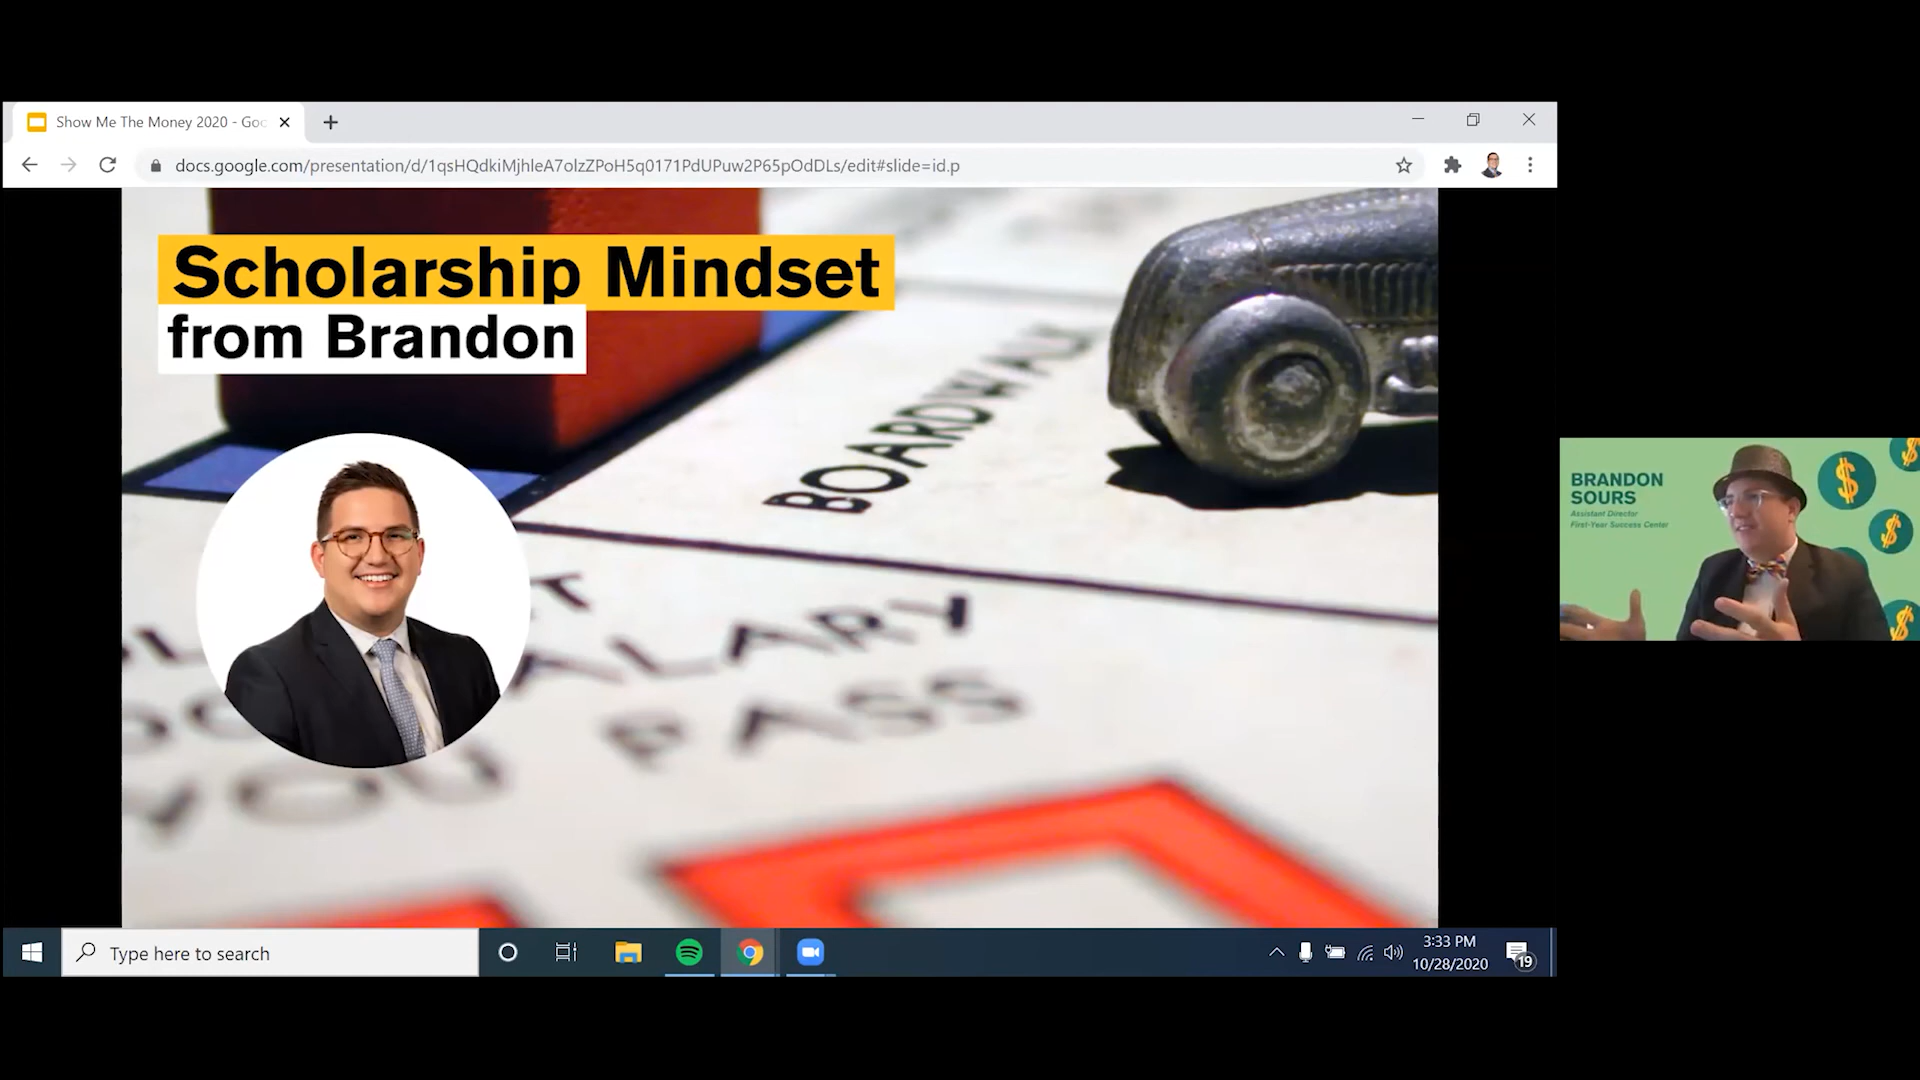 Show Me The Money 2020 - Goo
docs.google.com/presentation/d/1qsHQdkiMjhleA7olzZPoH5q0171PdUPuw2P65pOdDLs/edit#slide=id.p
Scholarship Mindset
from Brandon
BOARDWALK
SALARY
YOU PASS
BRANDON
SOURS
Assistant Director
First-Year Success Center
Type here to search
3:33 PM
10/28/2020
19